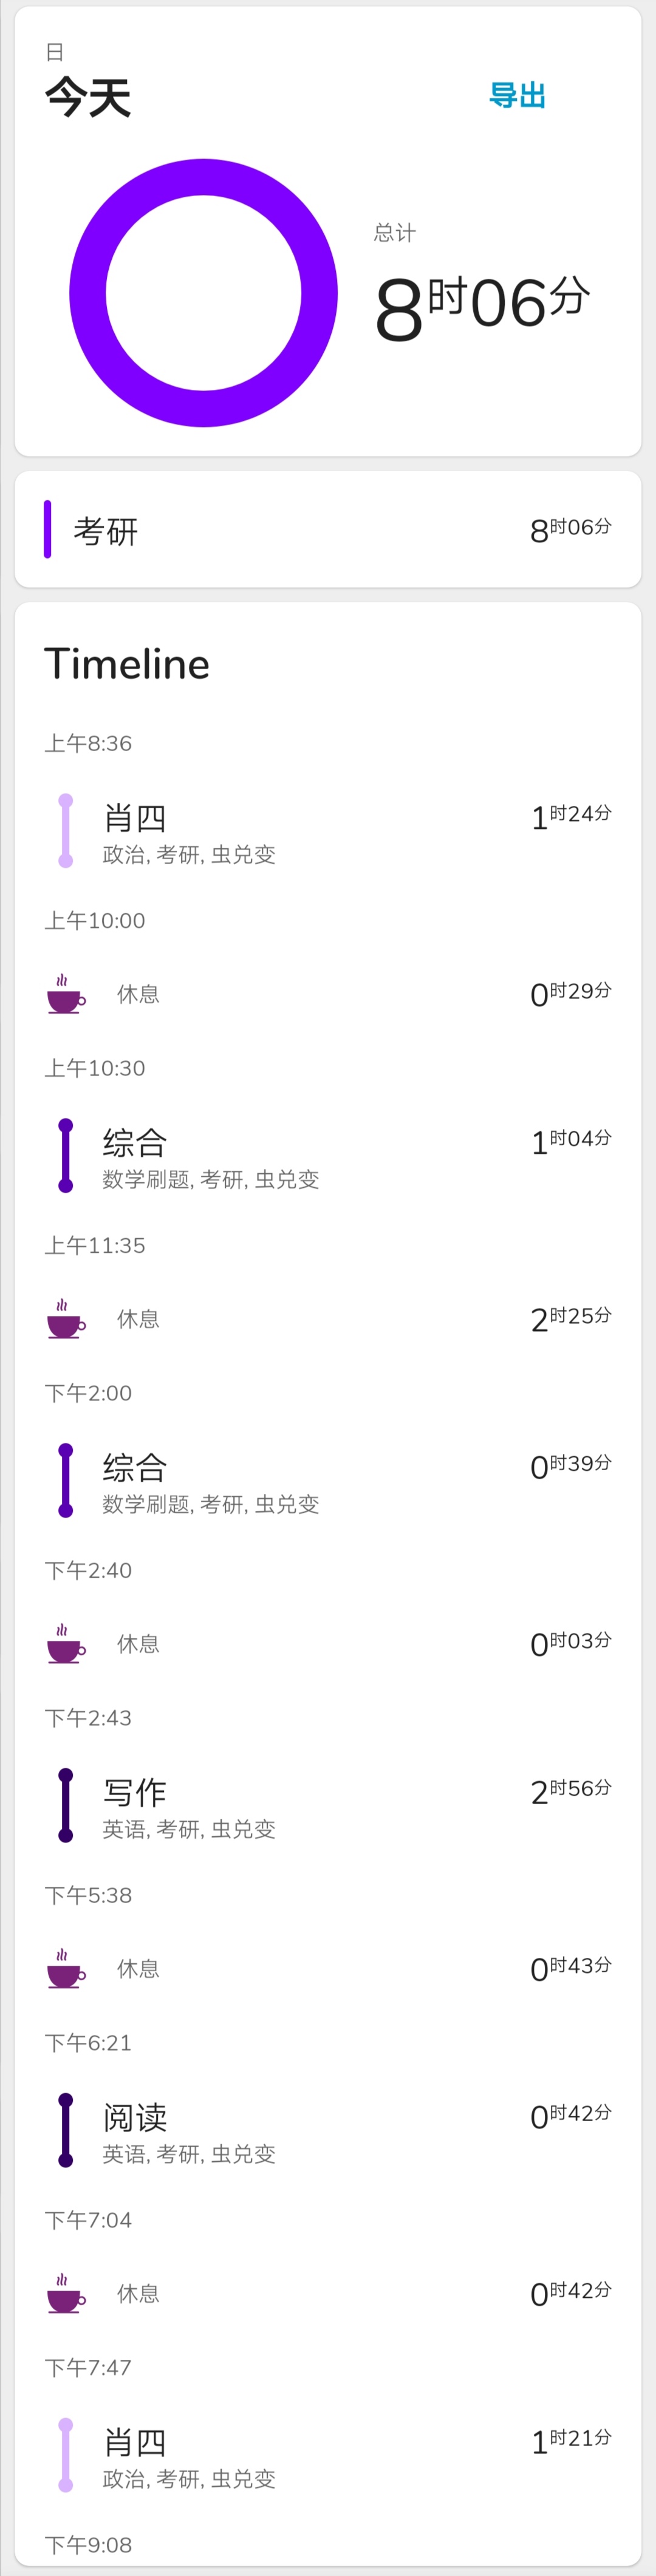 日
今天
导出
总计
8时06分
考研
8时06分
Timeline
上午8:36
肖四
1时24分
政治, 考研, 虫兑变
上午10:00
休息
0时29分
上午10:30
综合
1时04分
数学刷题, 考研, 虫兑变
上午11:35
休息
2时25分
下午2:00
综合
0时39分
数学刷题, 考研, 虫兑变
下午2:40
休息
0时03分
下午2:43
写作
2时56分
英语, 考研, 虫兑变
下午5:38
休息
0时43分
下午6:21
阅读
0时42分
英语, 考研, 虫兑变
下午7:04
休息
0时42分
下午7:47
肖四
1时21分
政治, 考研, 虫兑变
下午9:08